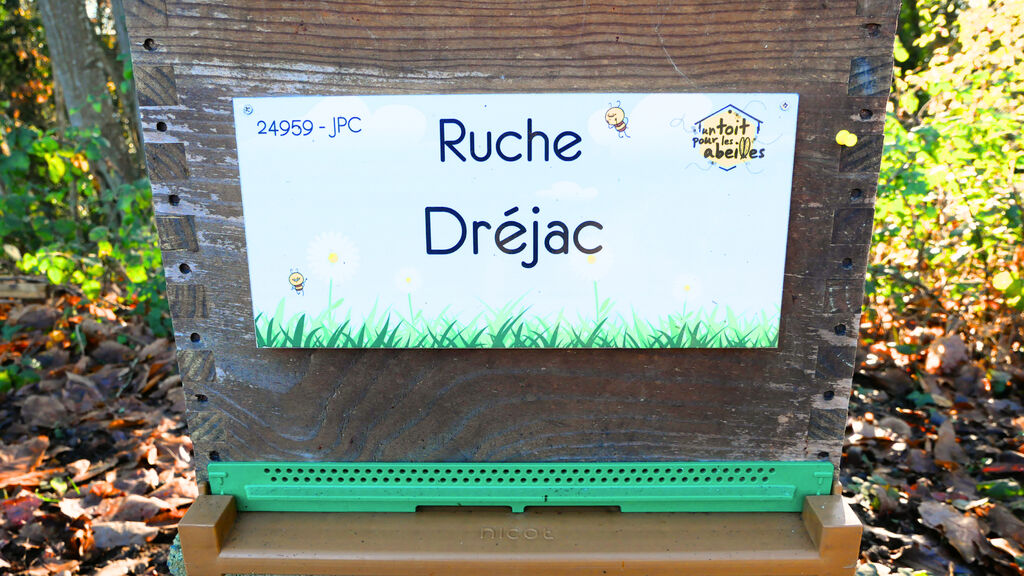 24959 - JPC
Ruche
Dréjac
un toit
pour les
abeilles
nicot